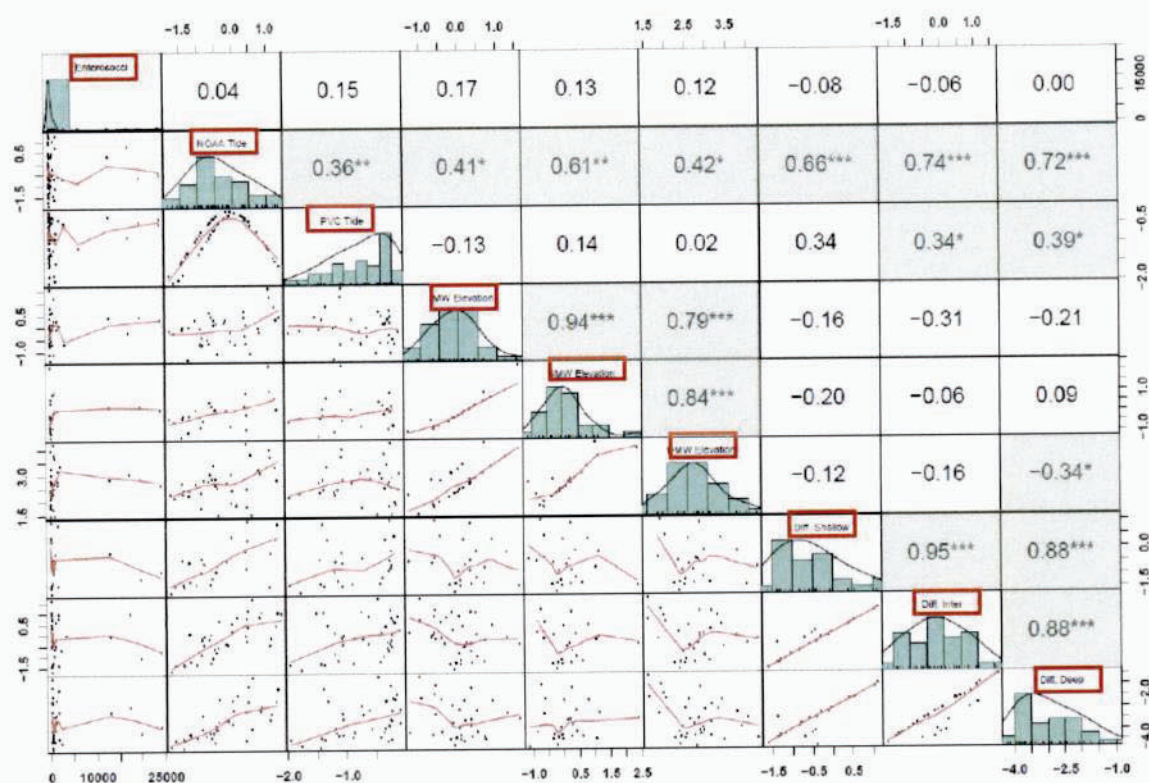 -1.5 0.0 1.0
-1.0 0.0 1.0
1.5 2.5 3.5
-1.0 0.0 1.0
Enterococci 0.04 0.15 0.17 0.13 0.12 -0.08 -0.06 0.00
0 15000
0.5 -1.5
NOAA Tide 0.36** 0.41* 0.61** 0.42* 0.66*** 0.74*** 0.72***
PVC Tide -0.13 0.14 0.02 0.34 0.34* 0.39*
-0.5 -2.0
0.5 -1.0
MW Elevation 0.94*** 0.79*** -0.16 -0.31 -0.21
MW Elevation 0.84*** -0.20 -0.06 0.09
1.0 -1.0
3.0 1.5
MW Elevation -0.12 -0.16 -0.34*
Diff. Shallow 0.95*** 0.88***
0.0 -1.5
0.5 -1.5
Diff. Inter 0.88***
Diff. Deep
-2.0 -4.0
0 10000 25000
-2.0 -1.0
-1.0 0.5 1.5 2.5
-1.5 -0.5 0.5
-4.0 -2.5 -1.0